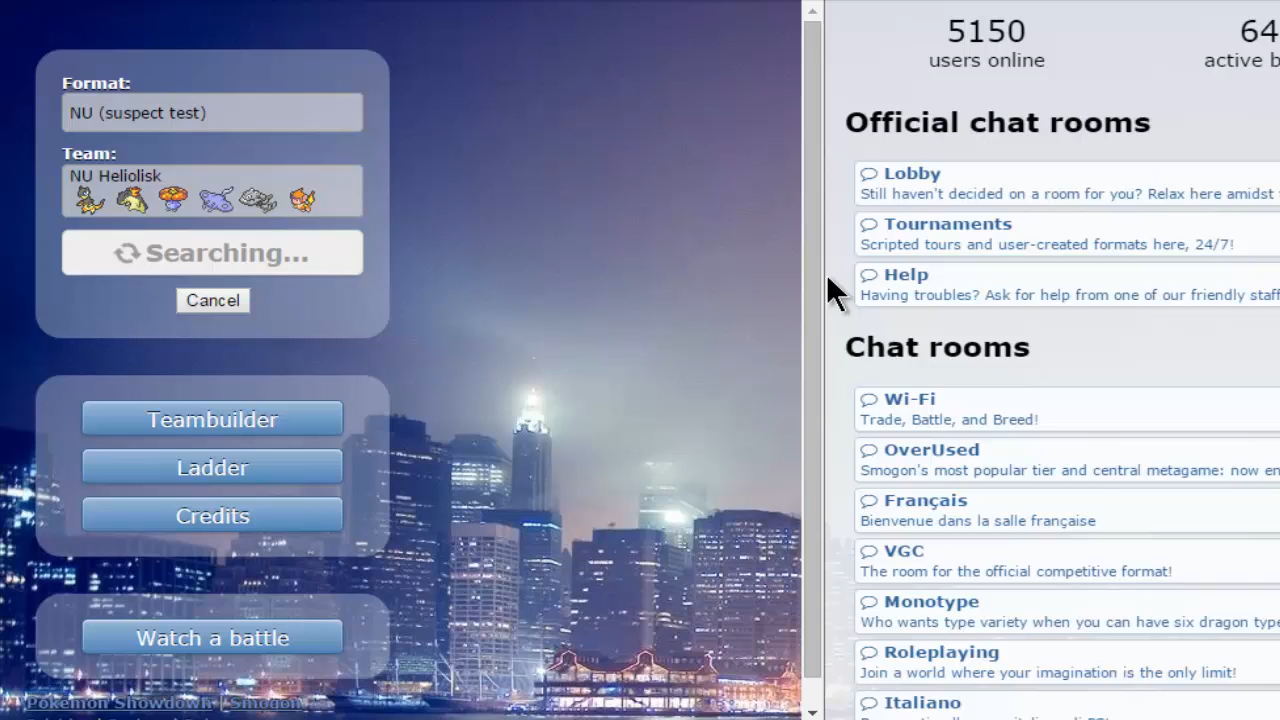 Format:
NU (suspect test)
Team:
NU Heliolisk
Searching...
Cancel
Teambuilder
Ladder
Credits
Watch a battle
Pokemon Showdown | Smogon
5150
users online
64
active b
Official chat rooms
Lobby
Still haven't decided on a room for you? Relax here amidst
Tournaments
Scripted tours and user-created formats here, 24/7!
Help
Having troubles? Ask for help from one of our friendly staff
Chat rooms
Wi-Fi
Trade, Battle, and Breed!
OverUsed
Smogon's most popular tier and central metagame: now en
Français
Bienvenue dans la salle française
VGC
The room for the official competitive format!
Monotype
Who wants type variety when you can have six dragon type
Roleplaying
Join a world where your imagination is the only limit!
Italiano